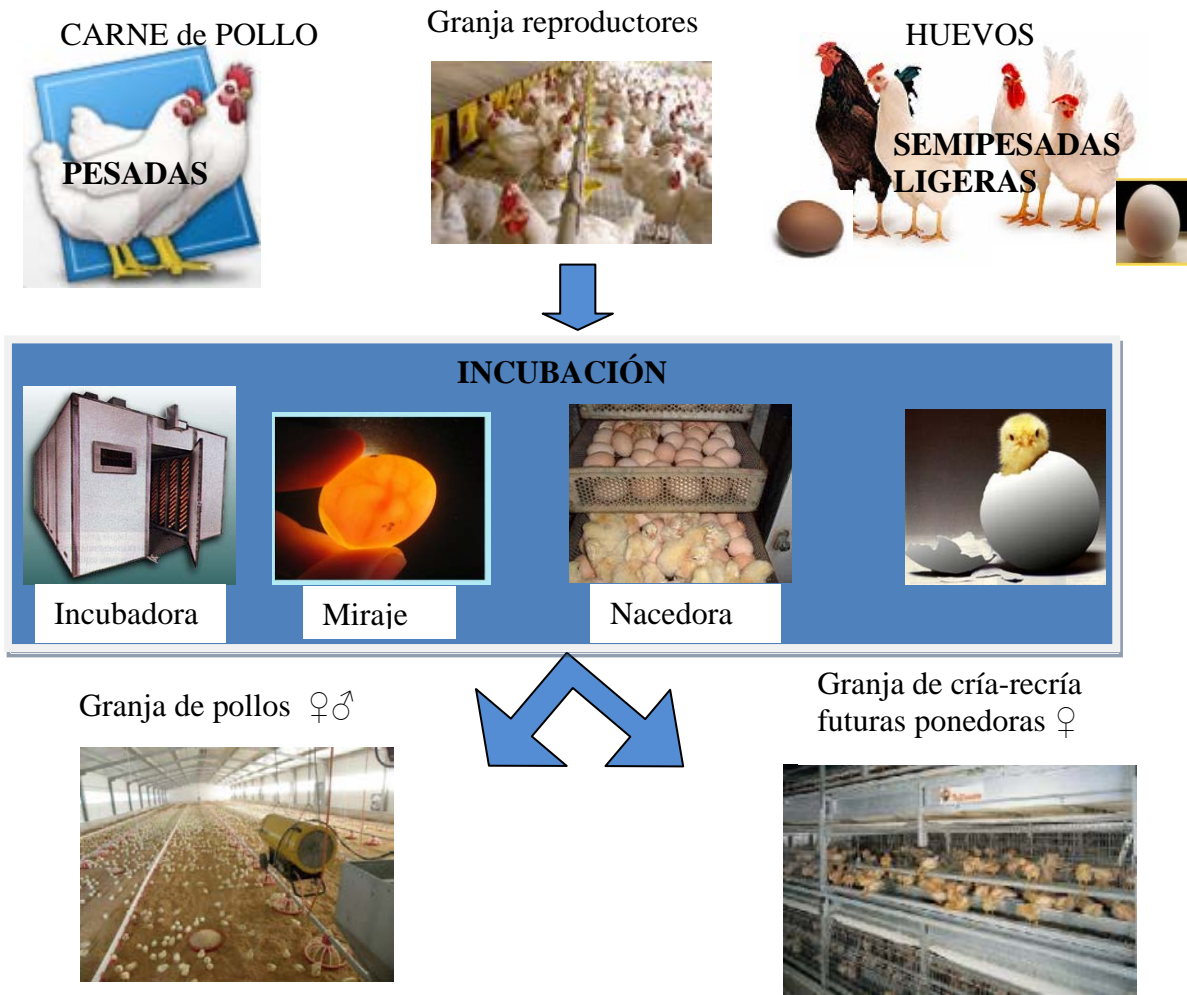 CARNE de POLLO
Granja reproductores
HUEVOS
PESADAS
SEMIPESADAS
LIGERAS
INCUBACIÓN
Incubadora
Miraje
Nacedora
Granja de pollos ♀♂
Granja de cría-recría
futuras ponedoras ♀